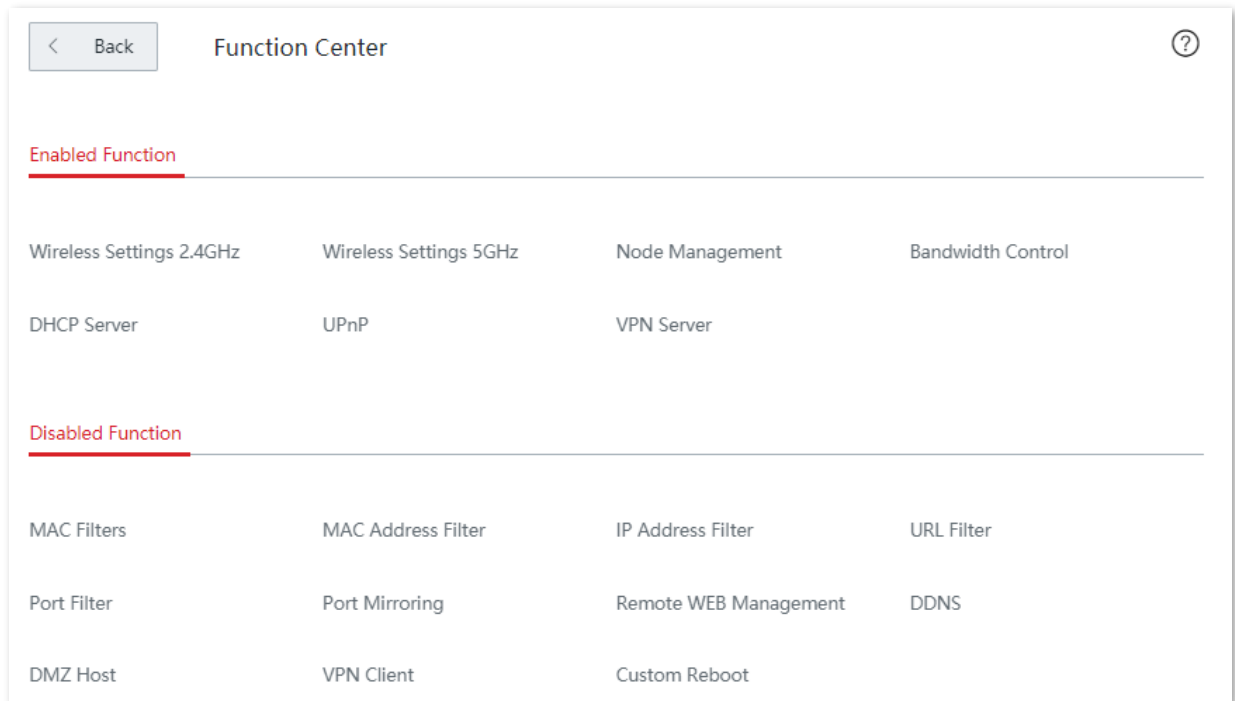 Back Function Center ?
Enabled Function
Wireless Settings 2.4GHz Wireless Settings 5GHz Node Management Bandwidth Control
DHCP Server UPnP VPN Server
Disabled Function
MAC Filters MAC Address Filter IP Address Filter URL Filter
Port Filter Port Mirroring Remote WEB Management DDNS
DMZ Host VPN Client Custom Reboot